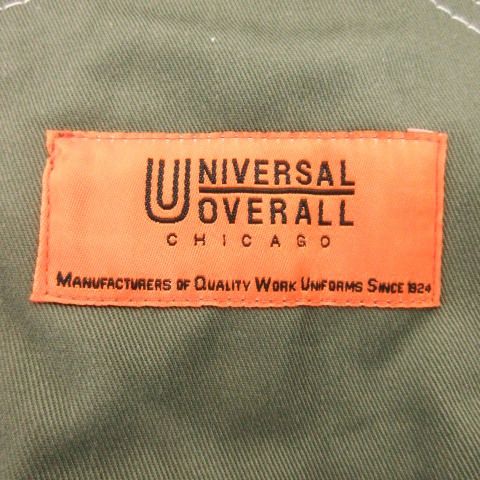 UNIVERSAL
OVERALL
CHICAGO
MANUFACTURERS OF QUALITY WORK UNIFORMS SINCE 1924